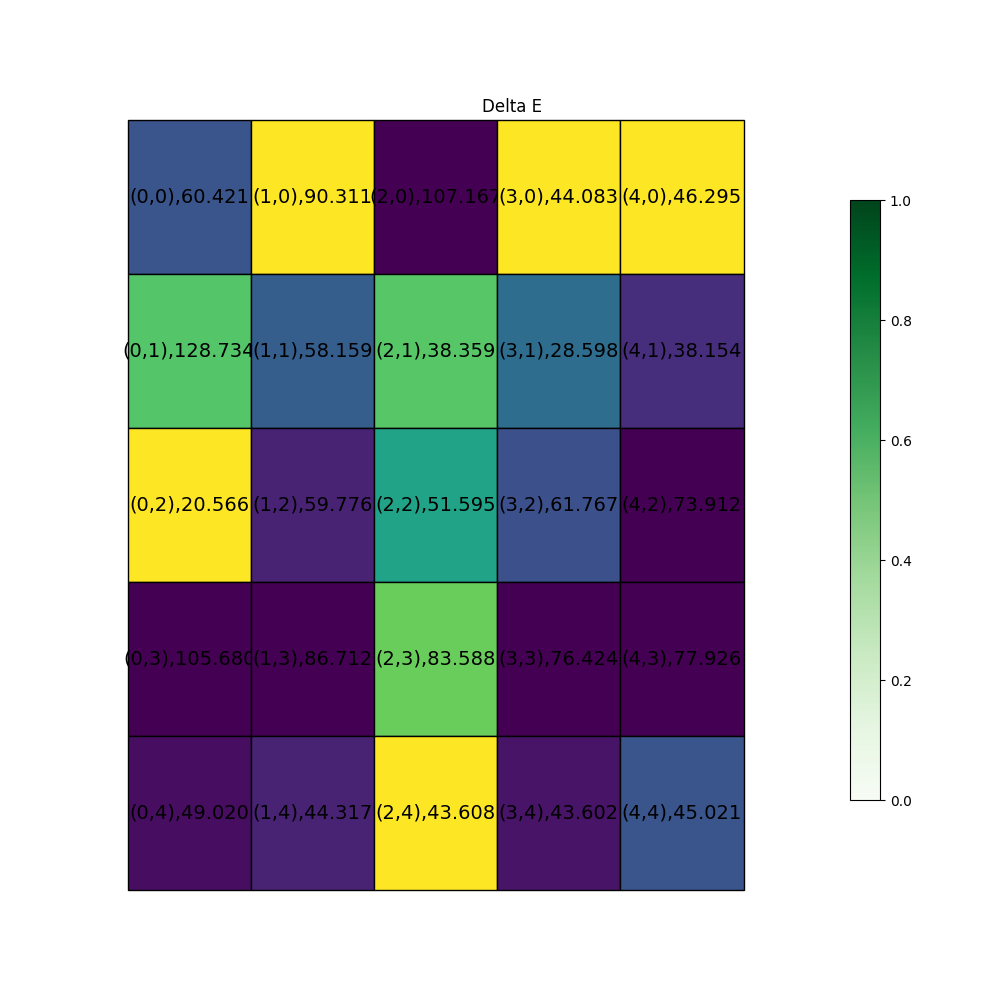 Delta E
(0,0),60.421 (1,0),90.311 (2,0),107.167 (3,0),44.083 (4,0),46.295
(0,1),128.734 (1,1),58.159 (2,1),38.359 (3,1),28.598 (4,1),38.154
(0,2),20.566 (1,2),59.776 (2,2),51.595 (3,2),61.767 (4,2),73.912
(0,3),105.680 (1,3),86.712 (2,3),83.588 (3,3),76.424 (4,3),77.926
(0,4),49.020 (1,4),44.317 (2,4),43.608 (3,4),43.602 (4,4),45.021
1.0
0.8
0.6
0.4
0.2
0.0